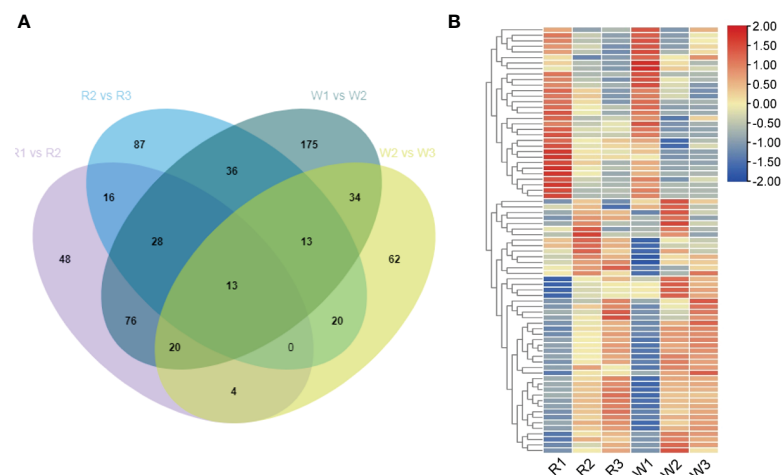 A
B
R2 vs R3
W1 vs W2
R1 vs R2
W2 vs W3
87
175
36
16
34
28
13
48
62
13
76
20
20
0
4
2.00
1.50
1.00
0.50
0.00
-0.50
-1.00
-1.50
-2.00
R1
R2
R3
W1
W2
W3